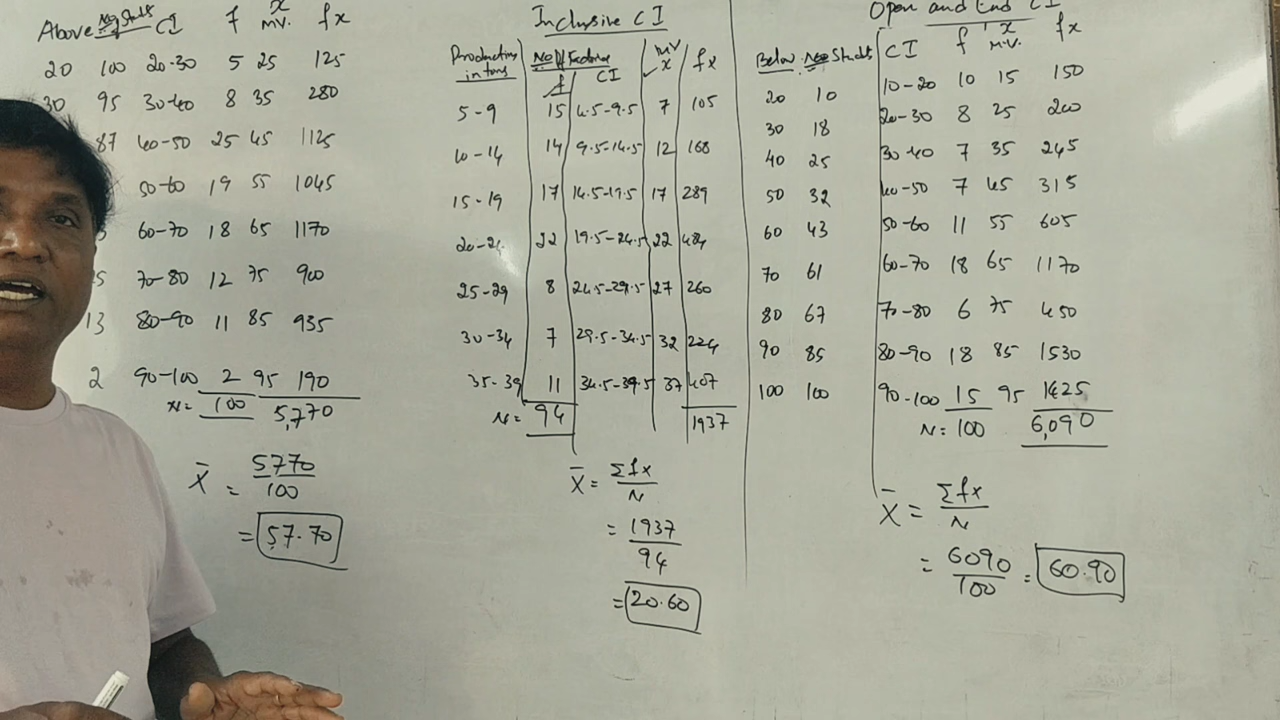 Above No of Studts CI f x M.V. fx
20 100 20-30 5 25 125
30 95 30-40 8 35 280
87 40-50 25 45 1125
50-60 19 55 1045
60-70 18 65 1170
5 70-80 12 75 900
13 80-90 11 85 935
2 90-100 2 95 190
N= 100 5,770
X̄ = 5770/100
= 57.70
Inclusive CI
Production in tons No of Factories f CI MV x fx
5-9 15 4.5-9.5 7 105
10-14 14 9.5-14.5 12 168
15-19 17 14.5-19.5 17 289
20-24 22 19.5-24.5 22 484
25-29 8 24.5-29.5 27 260
30-34 7 29.5-34.5 32 224
35-39 11 34.5-39.5 37 407
N= 94 1937
X̄ = Σfx/N
= 1937/94
= 20.60
Open and End CI
Below No Studts CI f x M.V. fx
20 10 10-20 10 15 150
30 18 20-30 8 25 200
40 25 30-40 7 35 245
50 32 40-50 7 45 315
60 43 50-60 11 55 605
70 61 60-70 18 65 1170
80 67 70-80 6 75 450
90 85 80-90 18 85 1530
100 100 90-100 15 95 1425
N= 100 6,090
X̄ = Σfx/N
= 6090/100 = 60.90